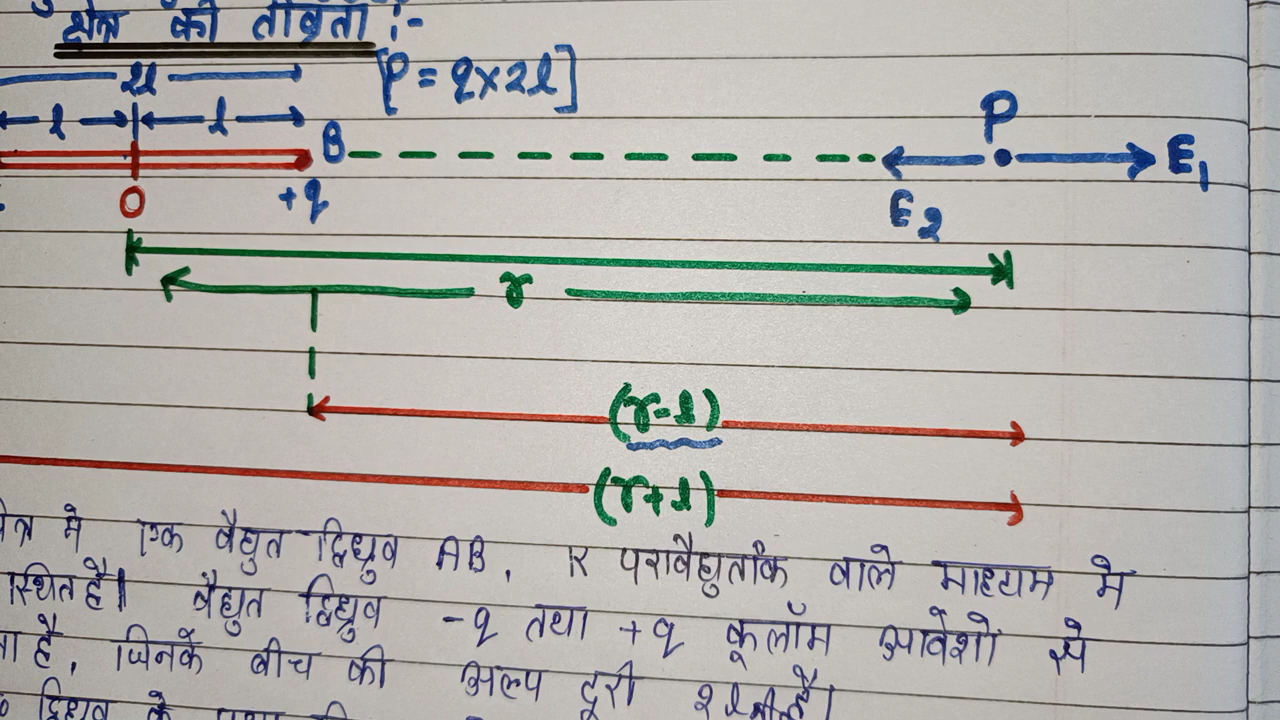 क्षेत्र की तीव्रता :-
2l [P = q×2l]
l l
B P E₁
O +q E₂
r
(r-l)
(r+l)
में एक वैद्युत द्विध्रुव AB, K परावैद्युतांक वाले माध्यम में
स्थित है। वैद्युत द्विध्रुव -q तथा +q कूलॉम आवेशों से
है, जिनके बीच की अल्प दूरी 2l है।
द्विध्रुव के